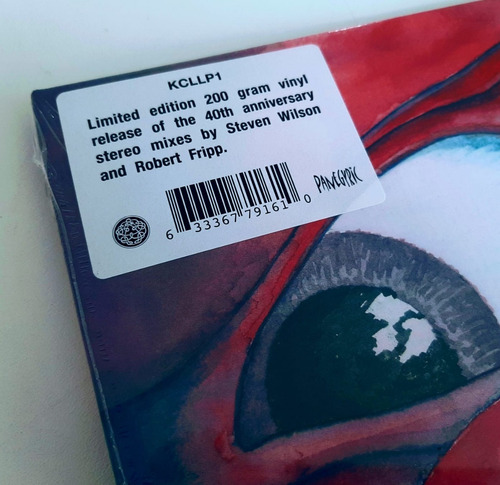 KCLLP1
Limited edition 200 gram vinyl
release of the 40th anniversary
stereo mixes by Steven Wilson
and Robert Fripp.
PANEGYRIC
6 33367 79161 0